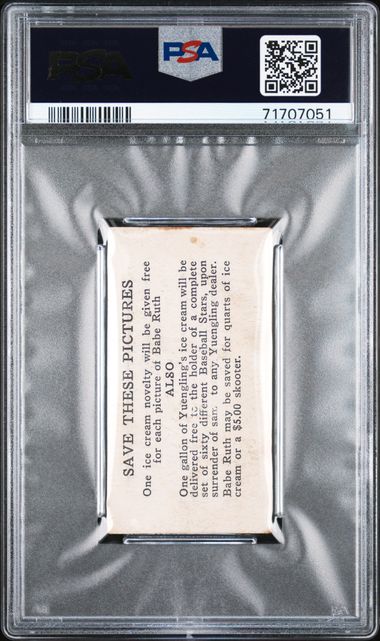 PSA
PSA
71707051
SAVE THESE PICTURES
One ice cream novelty will be given free
for each picture of Babe Ruth
ALSO
One gallon of Yuengling's ice cream will be
delivered free to the holder of a complete
set of sixty different Baseball Stars, upon
surrender of same to any Yuengling dealer.
Babe Ruth may be saved for quarts of ice
cream or a $5.00 skooter.